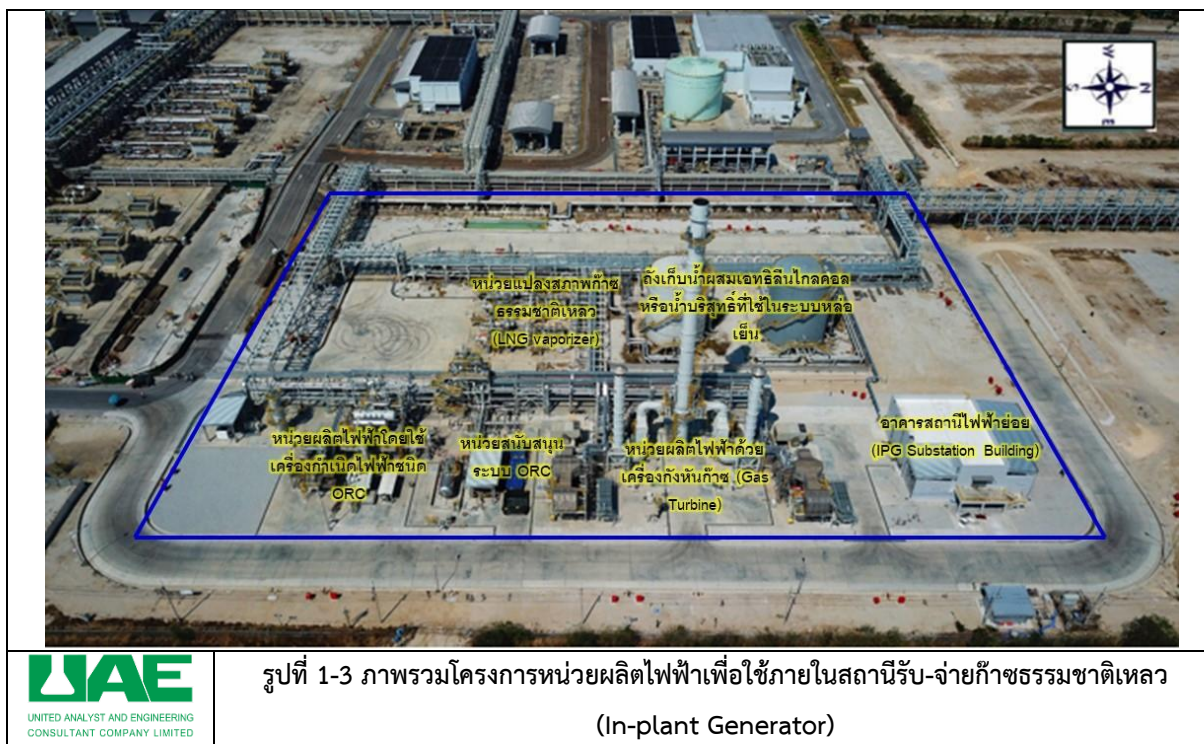 W
S
N
E
หน่วยแปลงสภาพก๊าซ
ธรรมชาติเหลว
(LNG vaporizer)
ถังเก็บน้ำผสมเอทธิลีนไกลคอล
หรือน้ำบริสุทธิ์ที่ใช้ในระบบหล่อ
เย็น
หน่วยผลิตไฟฟ้าโดยใช้
เครื่องกำเนิดไฟฟ้าชนิด
ORC
หน่วยสนับสนุน
ระบบ ORC
หน่วยผลิตไฟฟ้าด้วย
เครื่องกังหันก๊าซ (Gas
Turbine)
อาคารสถานีไฟฟ้าย่อย
(IPG Substation Building)
UAE
UNITED ANALYST AND ENGINEERING
CONSULTANT COMPANY LIMITED
รูปที่ 1-3 ภาพรวมโครงการหน่วยผลิตไฟฟ้าเพื่อใช้ภายในสถานีรับ-จ่ายก๊าซธรรมชาติเหลว
(In-plant Generator)